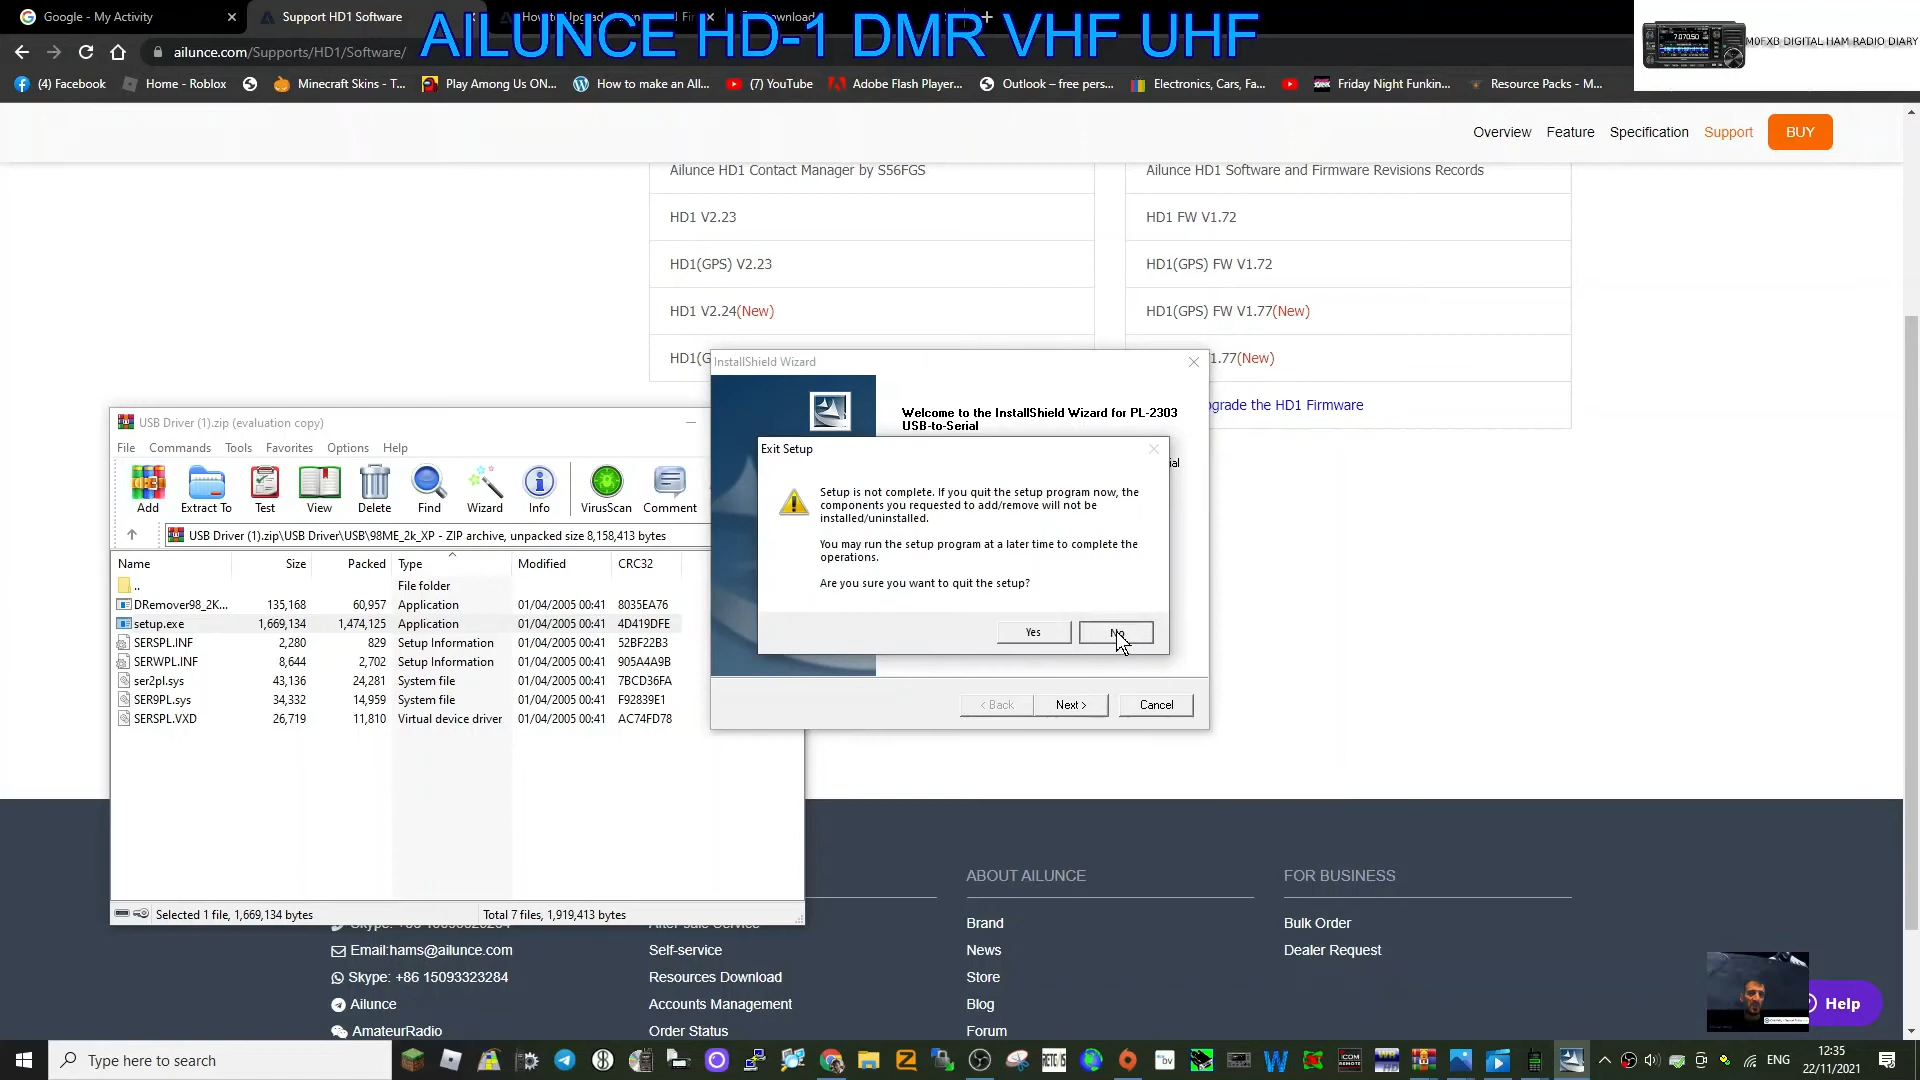 Google - My Activity
Support HD1 Software
AILUNCE HD-1 DMR VHF UHF
ailunce.com/Supports/HD1/Software/
M0FXB DIGITAL HAM RADIO DIARY
(4) Facebook
Home - Roblox
Minecraft Skins - T...
Play Among Us ON...
How to make an All...
(7) YouTube
Adobe Flash Player...
Outlook – free pers...
Electronics, Cars, Fa...
Friday Night Funkin...
Resource Packs - M...
Overview
Feature
Specification
Support
BUY
Ailunce HD1 Contact Manager by S56FGS
Ailunce HD1 Software and Firmware Revisions Records
HD1 V2.23
HD1 FW V1.72
HD1(GPS) V2.23
HD1(GPS) FW V1.72
HD1 V2.24(New)
HD1(GPS) FW V1.77(New)
HD1(G
1.77(New)
grade the HD1 Firmware
InstallShield Wizard
Welcome to the InstallShield Wizard for PL-2303
USB-to-Serial
ial
Exit Setup
Setup is not complete. If you quit the setup program now, the
components you requested to add/remove will not be
installed/uninstalled.
You may run the setup program at a later time to complete the
operations.
Are you sure you want to quit the setup?
Yes
No
< Back
Next >
Cancel
USB Driver (1).zip (evaluation copy)
File Commands Tools Favorites Options Help
Add
Extract To
Test
View
Delete
Find
Wizard
Info
VirusScan
Comment
USB Driver (1).zip\USB Driver\USB\98ME_2k_XP - ZIP archive, unpacked size 8,158,413 bytes
Name Size Packed Type Modified CRC32
.. File folder
DRemover98_2K... 135,168 60,957 Application 01/04/2005 00:41 8035EA76
setup.exe 1,669,134 1,474,125 Application 01/04/2005 00:41 4D419DFE
SERSPL.INF 2,280 829 Setup Information 01/04/2005 00:41 52BF22B3
SERWPL.INF 8,644 2,702 Setup Information 01/04/2005 00:41 905A4A9B
ser2pl.sys 43,136 24,281 System file 01/04/2005 00:41 7BCD36FA
SER9PL.sys 34,332 14,959 System file 01/04/2005 00:41 F92839E1
SERSPL.VXD 26,719 11,810 Virtual device driver 01/04/2005 00:41 AC74FD78
Selected 1 file, 1,669,134 bytes
Total 7 files, 1,919,413 bytes
Email:hams@ailunce.com
Skype: +86 15093323284
Ailunce
AmateurRadio
Self-service
Resources Download
Accounts Management
Order Status
ABOUT AILUNCE
Brand
News
Store
Blog
Forum
FOR BUSINESS
Bulk Order
Dealer Request
Help
Type here to search
ENG
12:35
22/11/2021